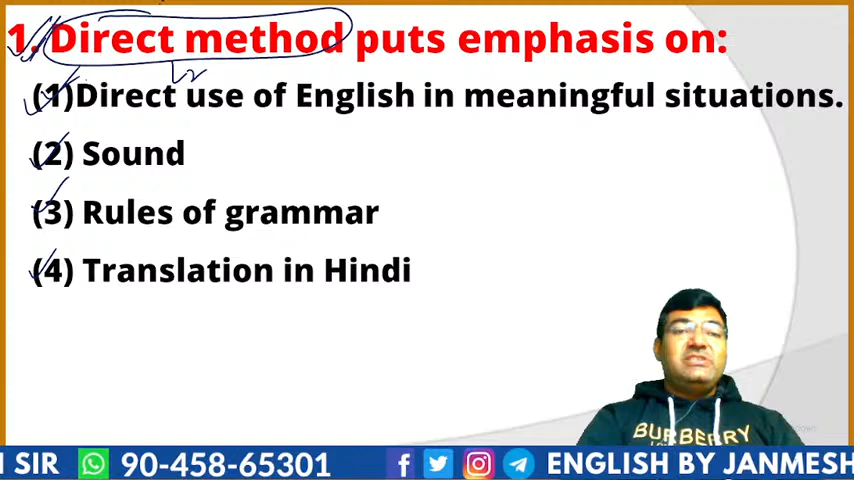 1. Direct method puts emphasis on:
(1)Direct use of English in meaningful situations.
(2) Sound
(3) Rules of grammar
(4) Translation in Hindi
BURBERRY
SIR 90-458-65301 ENGLISH BY JANMESH